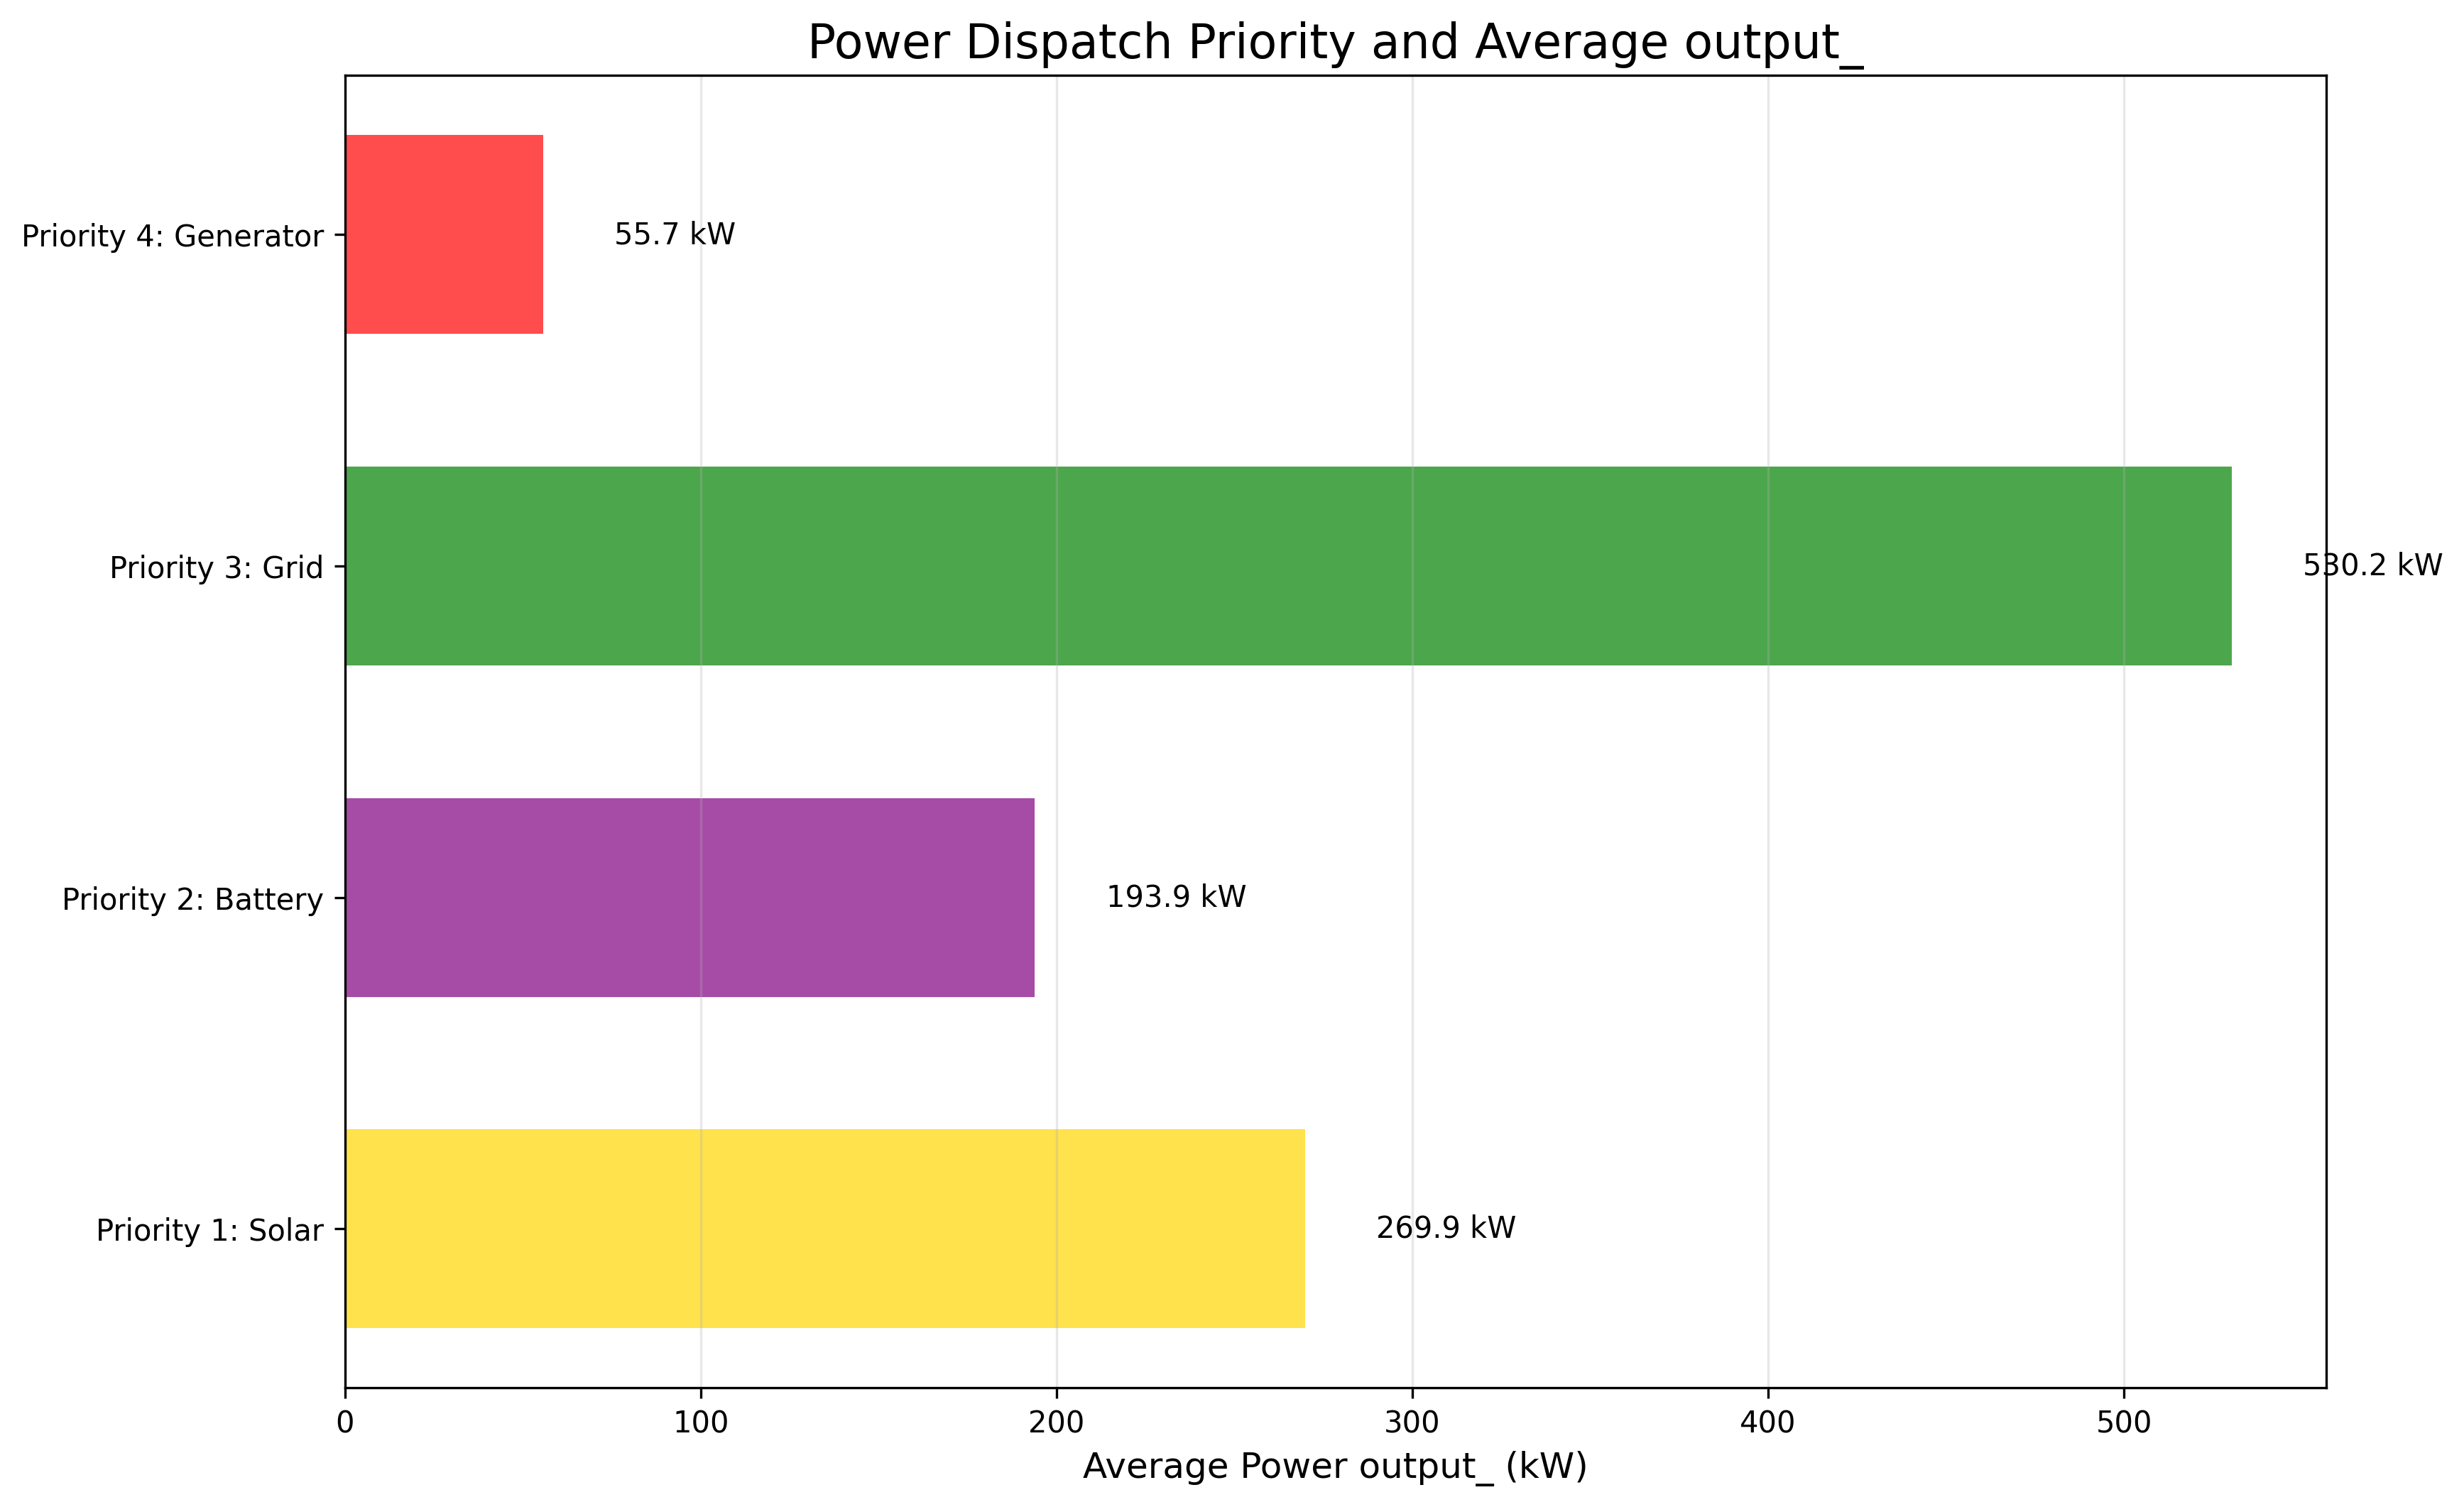 Power Dispatch Priority and Average output_
Priority 4: Generator
55.7 kW
Priority 3: Grid
530.2 kW
Priority 2: Battery
193.9 kW
Priority 1: Solar
269.9 kW
0 100 200 300 400 500
Average Power output_ (kW)